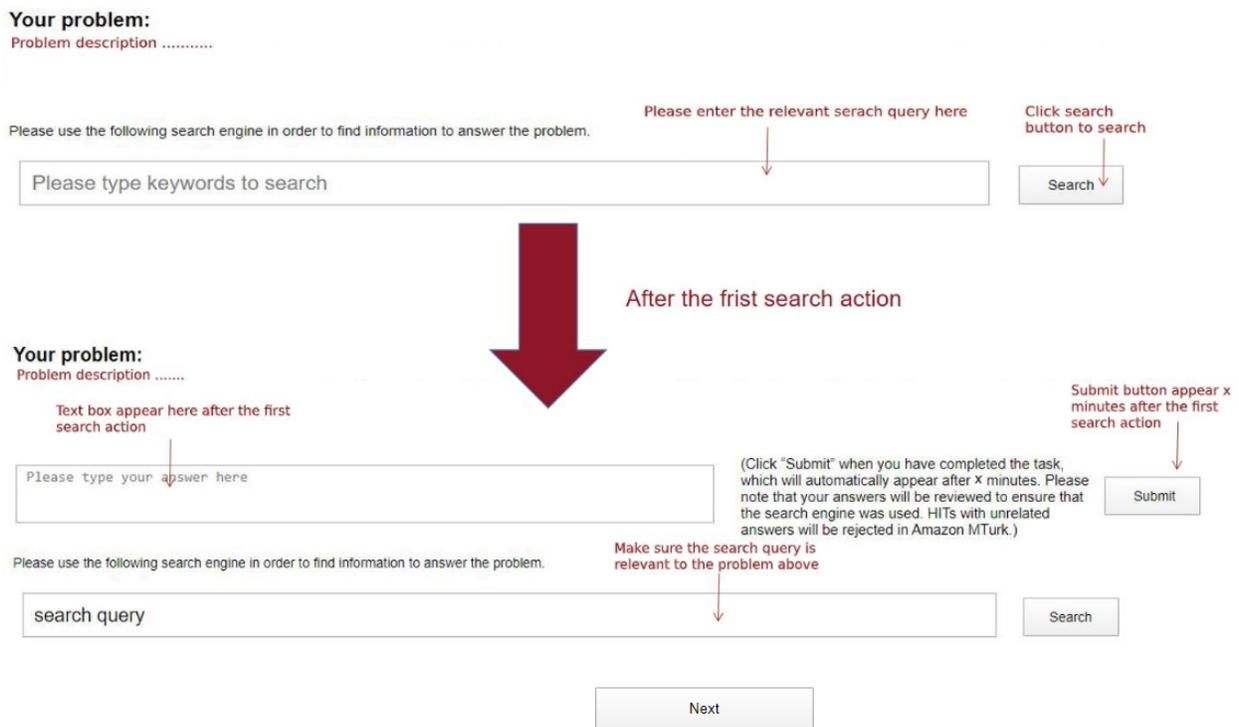 Your problem:
Problem description ...........
Please enter the relevant serach query here
Click search
button to search
Please use the following search engine in order to find information to answer the problem.
Please type keywords to search
Search
After the frist search action
Your problem:
Problem description .......
Text box appear here after the first
search action
Submit button appear x
minutes after the first
search action
Please type your answer here
(Click “Submit” when you have completed the task,
which will automatically appear after x minutes. Please
note that your answers will be reviewed to ensure that
the search engine was used. HITs with unrelated
answers will be rejected in Amazon MTurk.)
Submit
Make sure the search query is
relevant to the problem above
Please use the following search engine in order to find information to answer the problem.
search query
Search
Next